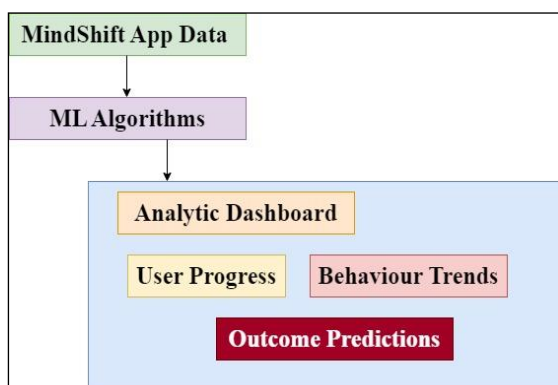 MindShift App Data
ML Algorithms
Analytic Dashboard
User Progress
Behaviour Trends
Outcome Predictions